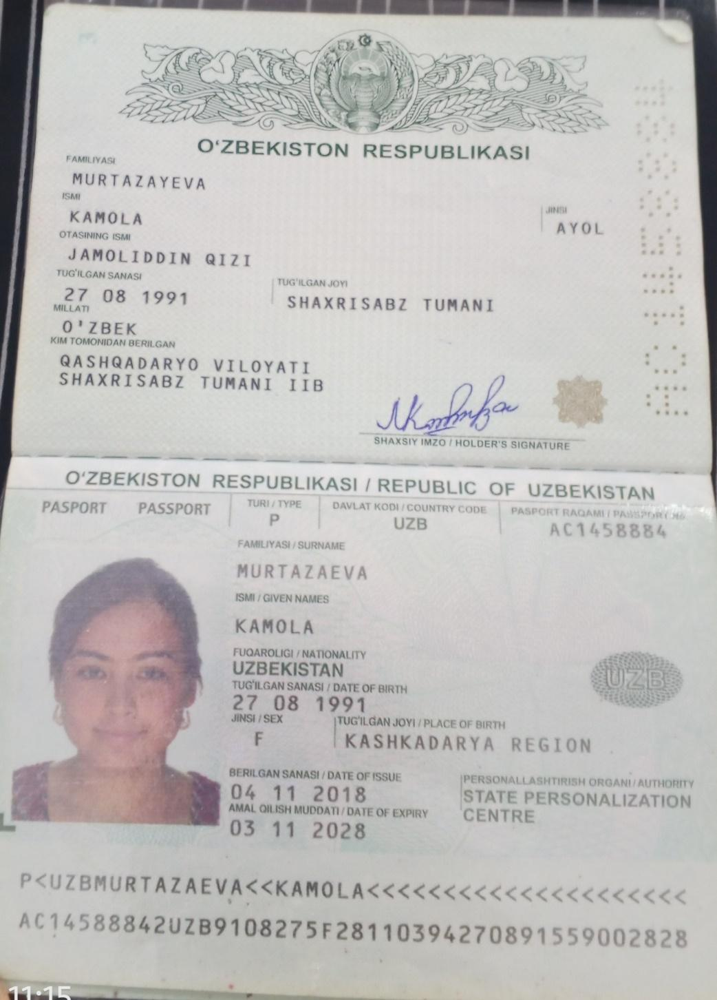 O‘ZBEKISTON RESPUBLIKASI
FAMILIYASI
MURTAZAYEVA
ISMI
KAMOLA
JINSI
AYOL
OTASINING ISMI
JAMOLIDDIN QIZI
TUG'ILGAN SANASI
27 08 1991
TUG'ILGAN JOYI
SHAXRISABZ TUMANI
MILLATI
O'ZBEK
KIM TOMONIDAN BERILGAN
QASHQADARYO VILOYATI
SHAXRISABZ TUMANI IIB
SHAXSIY IMZO / HOLDER'S SIGNATURE
O‘ZBEKISTON RESPUBLIKASI / REPUBLIC OF UZBEKISTAN
PASPORT PASSPORT
TURI / TYPE
P
DAVLAT KODI / COUNTRY CODE
UZB
PASPORT RAQAMI / PASSPORT No
AC1458884
FAMILIYASI / SURNAME
MURTAZAEVA
ISMI / GIVEN NAMES
KAMOLA
FUQAROLIGI / NATIONALITY
UZBEKISTAN
UZB
TUG'ILGAN SANASI / DATE OF BIRTH
27 08 1991
JINSI / SEX
F
TUG'ILGAN JOYI / PLACE OF BIRTH
KASHKADARYA REGION
BERILGAN SANASI / DATE OF ISSUE
04 11 2018
AMAL QILISH MUDDATI / DATE OF EXPIRY
03 11 2028
PERSONALLASHTIRISH ORGANI / AUTHORITY
STATE PERSONALIZATION
CENTRE
P<UZBMURTAZAEVA<<KAMOLA<<<<<<<<<<<<<<<<<<<<<
AC14588842UZB9108275F28110394270891559002828
11:15